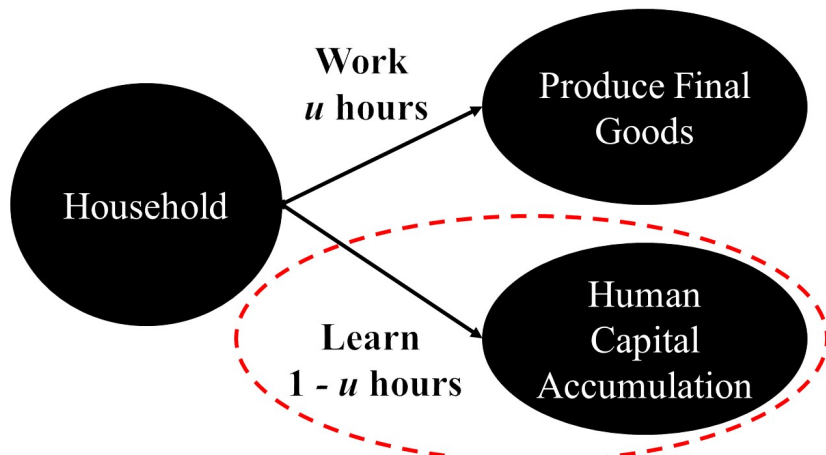 Work
u hours
Produce Final
Goods
Household
Learn
1 - u hours
Human
Capital
Accumulation